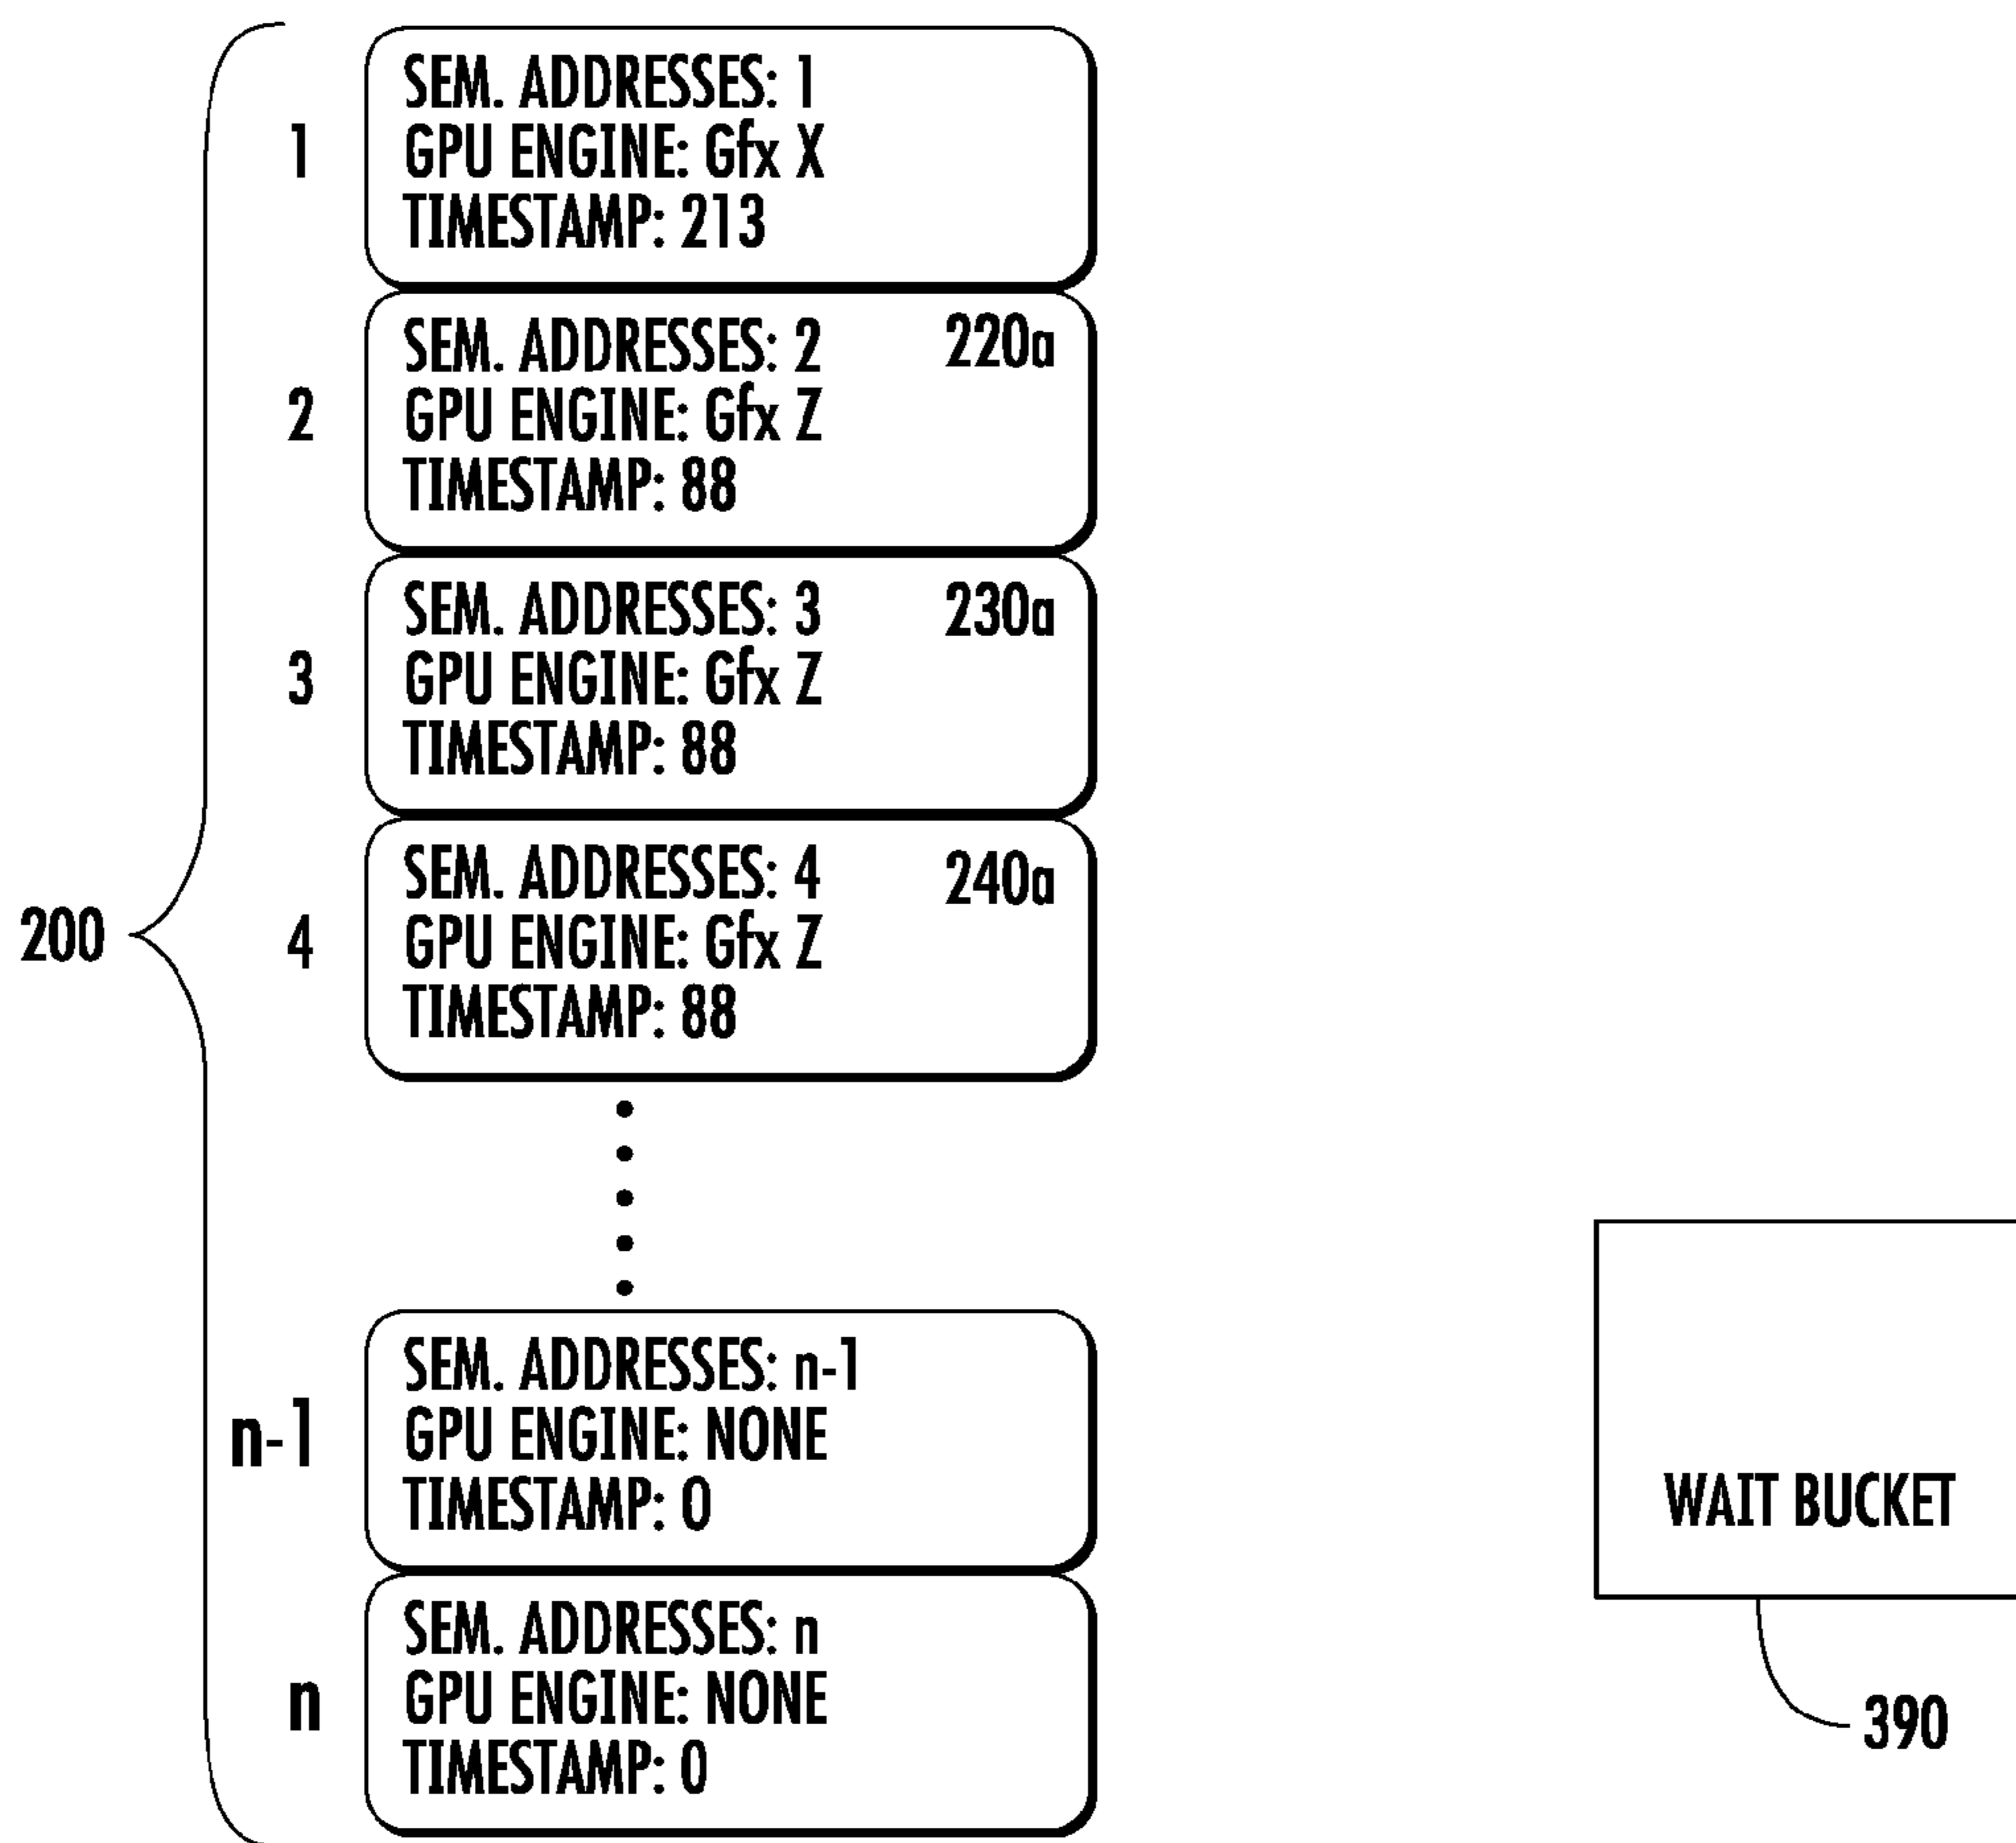 1
SEM. ADDRESSES: 1
GPU ENGINE: Gfx X
TIMESTAMP: 213
2
SEM. ADDRESSES: 2 220a
GPU ENGINE: Gfx Z
TIMESTAMP: 88
3
SEM. ADDRESSES: 3 230a
GPU ENGINE: Gfx Z
TIMESTAMP: 88
200
4
SEM. ADDRESSES: 4 240a
GPU ENGINE: Gfx Z
TIMESTAMP: 88
n-1
SEM. ADDRESSES: n-1
GPU ENGINE: NONE
TIMESTAMP: 0
n
SEM. ADDRESSES: n
GPU ENGINE: NONE
TIMESTAMP: 0
WAIT BUCKET
390